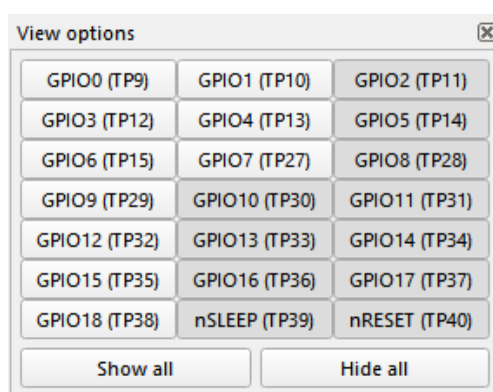 View options
GPIO0 (TP9) GPIO1 (TP10) GPIO2 (TP11)
GPIO3 (TP12) GPIO4 (TP13) GPIO5 (TP14)
GPIO6 (TP15) GPIO7 (TP27) GPIO8 (TP28)
GPIO9 (TP29) GPIO10 (TP30) GPIO11 (TP31)
GPIO12 (TP32) GPIO13 (TP33) GPIO14 (TP34)
GPIO15 (TP35) GPIO16 (TP36) GPIO17 (TP37)
GPIO18 (TP38) nSLEEP (TP39) nRESET (TP40)
Show all Hide all